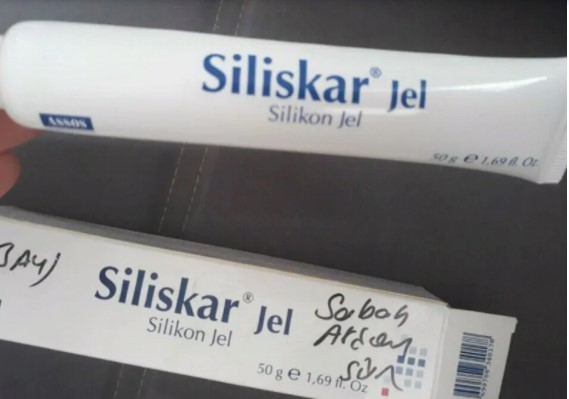 Siliskar® Jel
Silikon Jel
ASSOS
50 g ℮ 1,69 fl. Oz
Siliskar® Jel
Silikon Jel
50 g ℮ 1,69 fl. Oz
Sabah
Akşam
sür